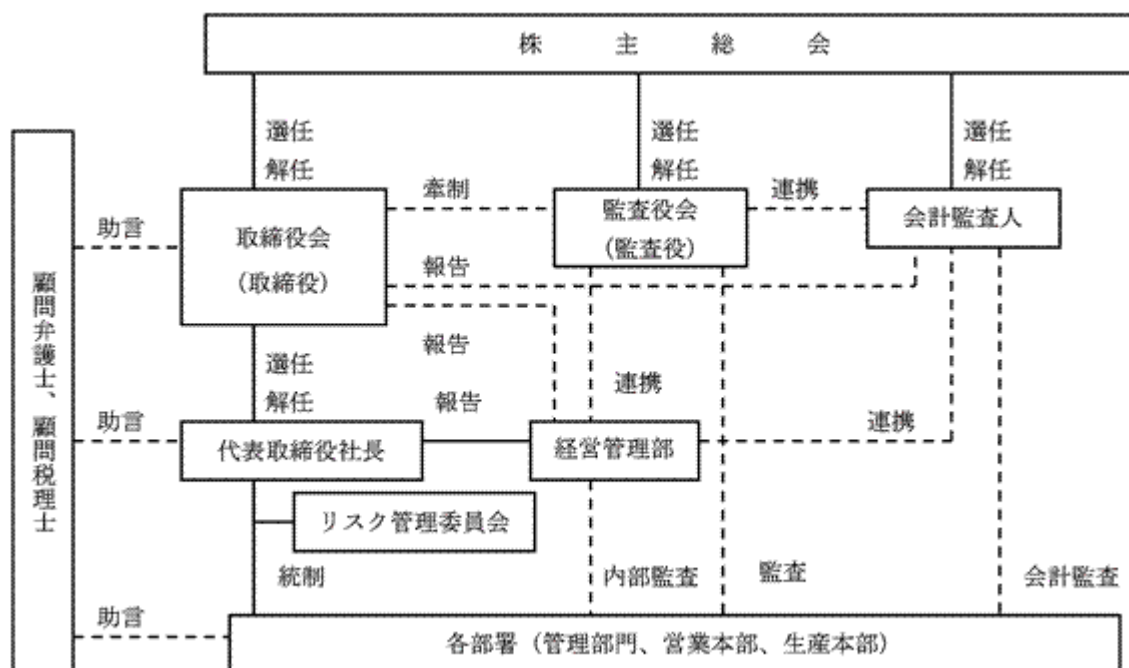 株主総会
選任
解任
選任
解任
選任
解任
顧問弁護士、顧問税理士
助言
取締役会
(取締役)
牽制
監査役会
(監査役)
連携
会計監査人
報告
報告
選任
解任
報告
連携
連携
助言
代表取締役社長
経営管理部
リスク管理委員会
統制
内部監査
監査
会計監査
助言
各部署(管理部門、営業本部、生産本部)